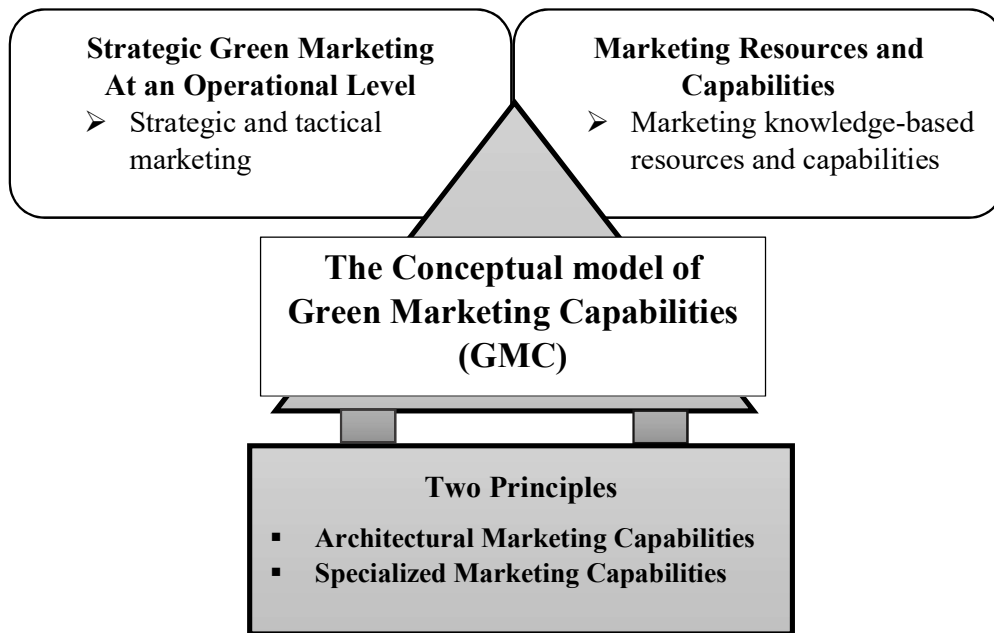 Strategic Green Marketing
At an Operational Level
➢ Strategic and tactical
marketing
Marketing Resources and
Capabilities
➢ Marketing knowledge-based
resources and capabilities
The Conceptual model of
Green Marketing Capabilities
(GMC)
Two Principles
▪ Architectural Marketing Capabilities
▪ Specialized Marketing Capabilities